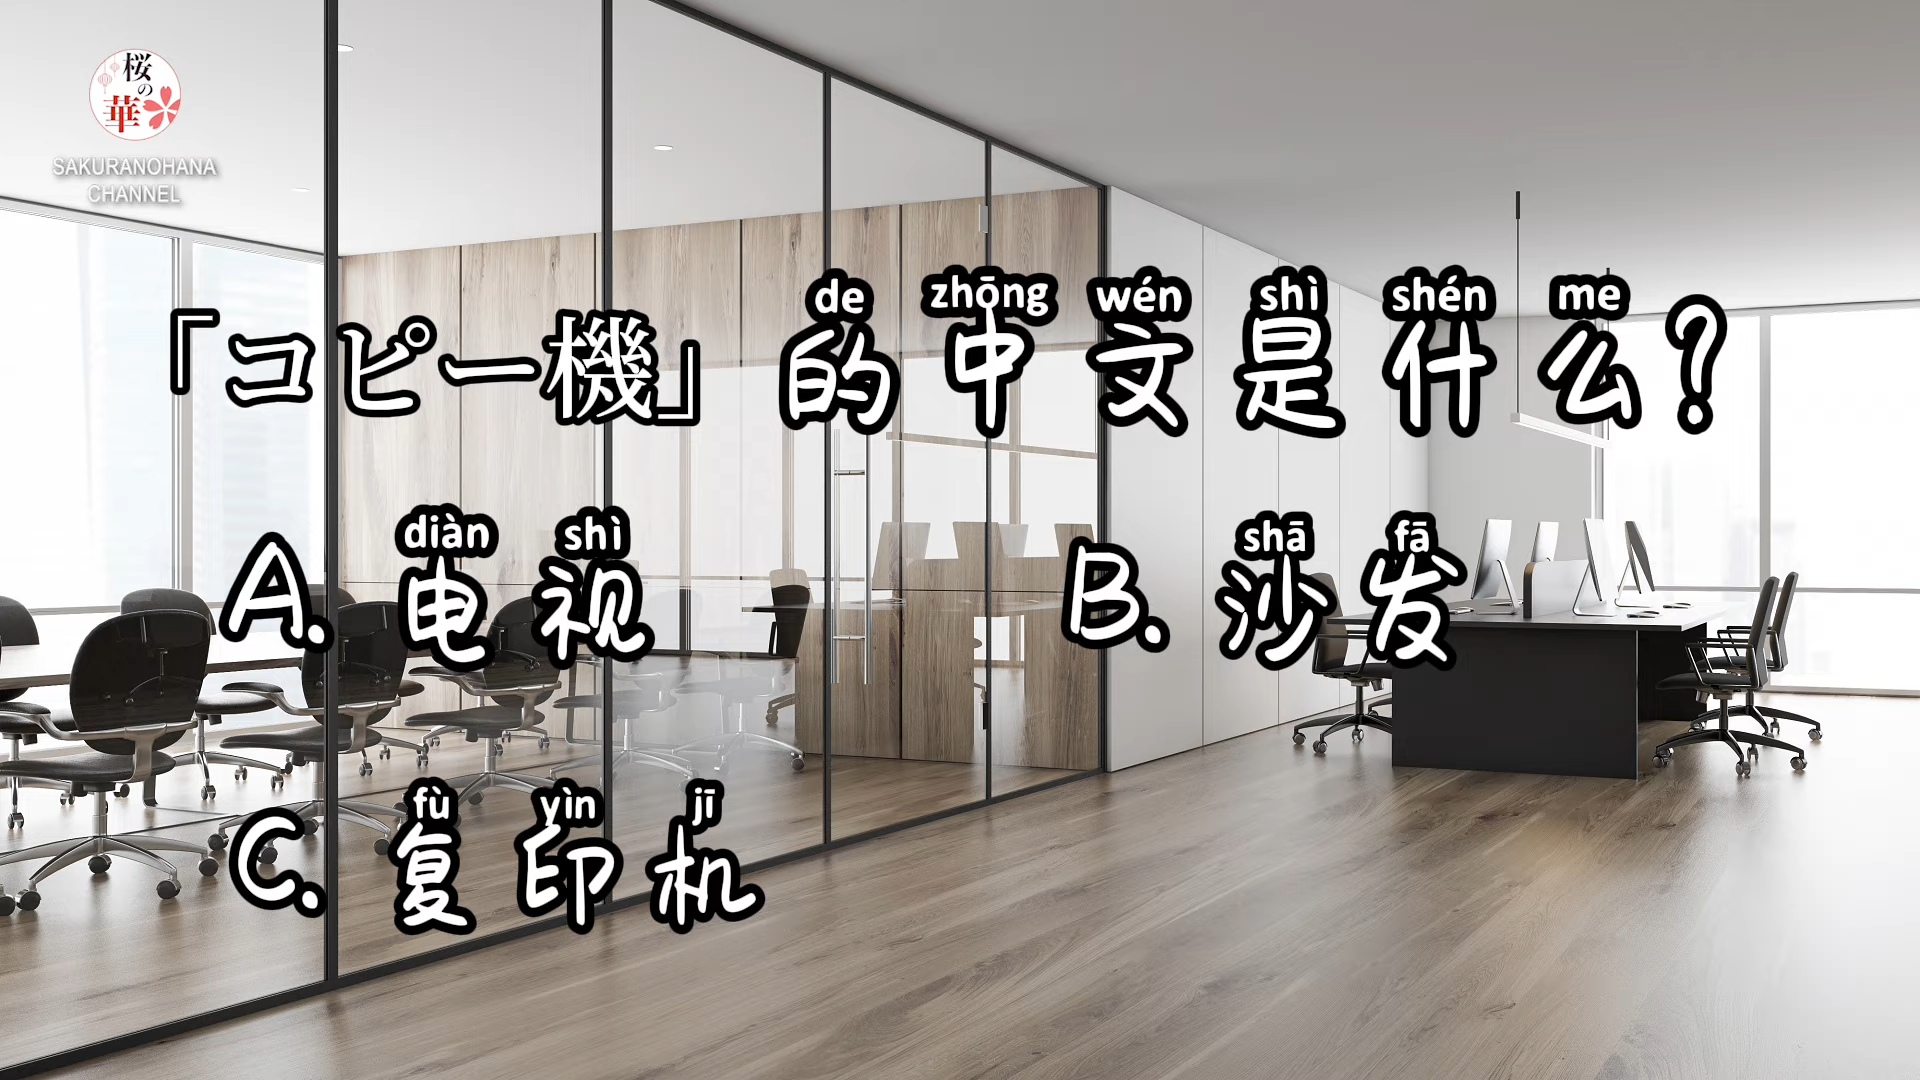 桜の華
SAKURANOHANA
CHANNEL
de zhōng wén shì shén me
「コピー機」的中文是什么？
diàn shì
A. 电视
shā fā
B. 沙发
fù yìn jī
C. 复印机